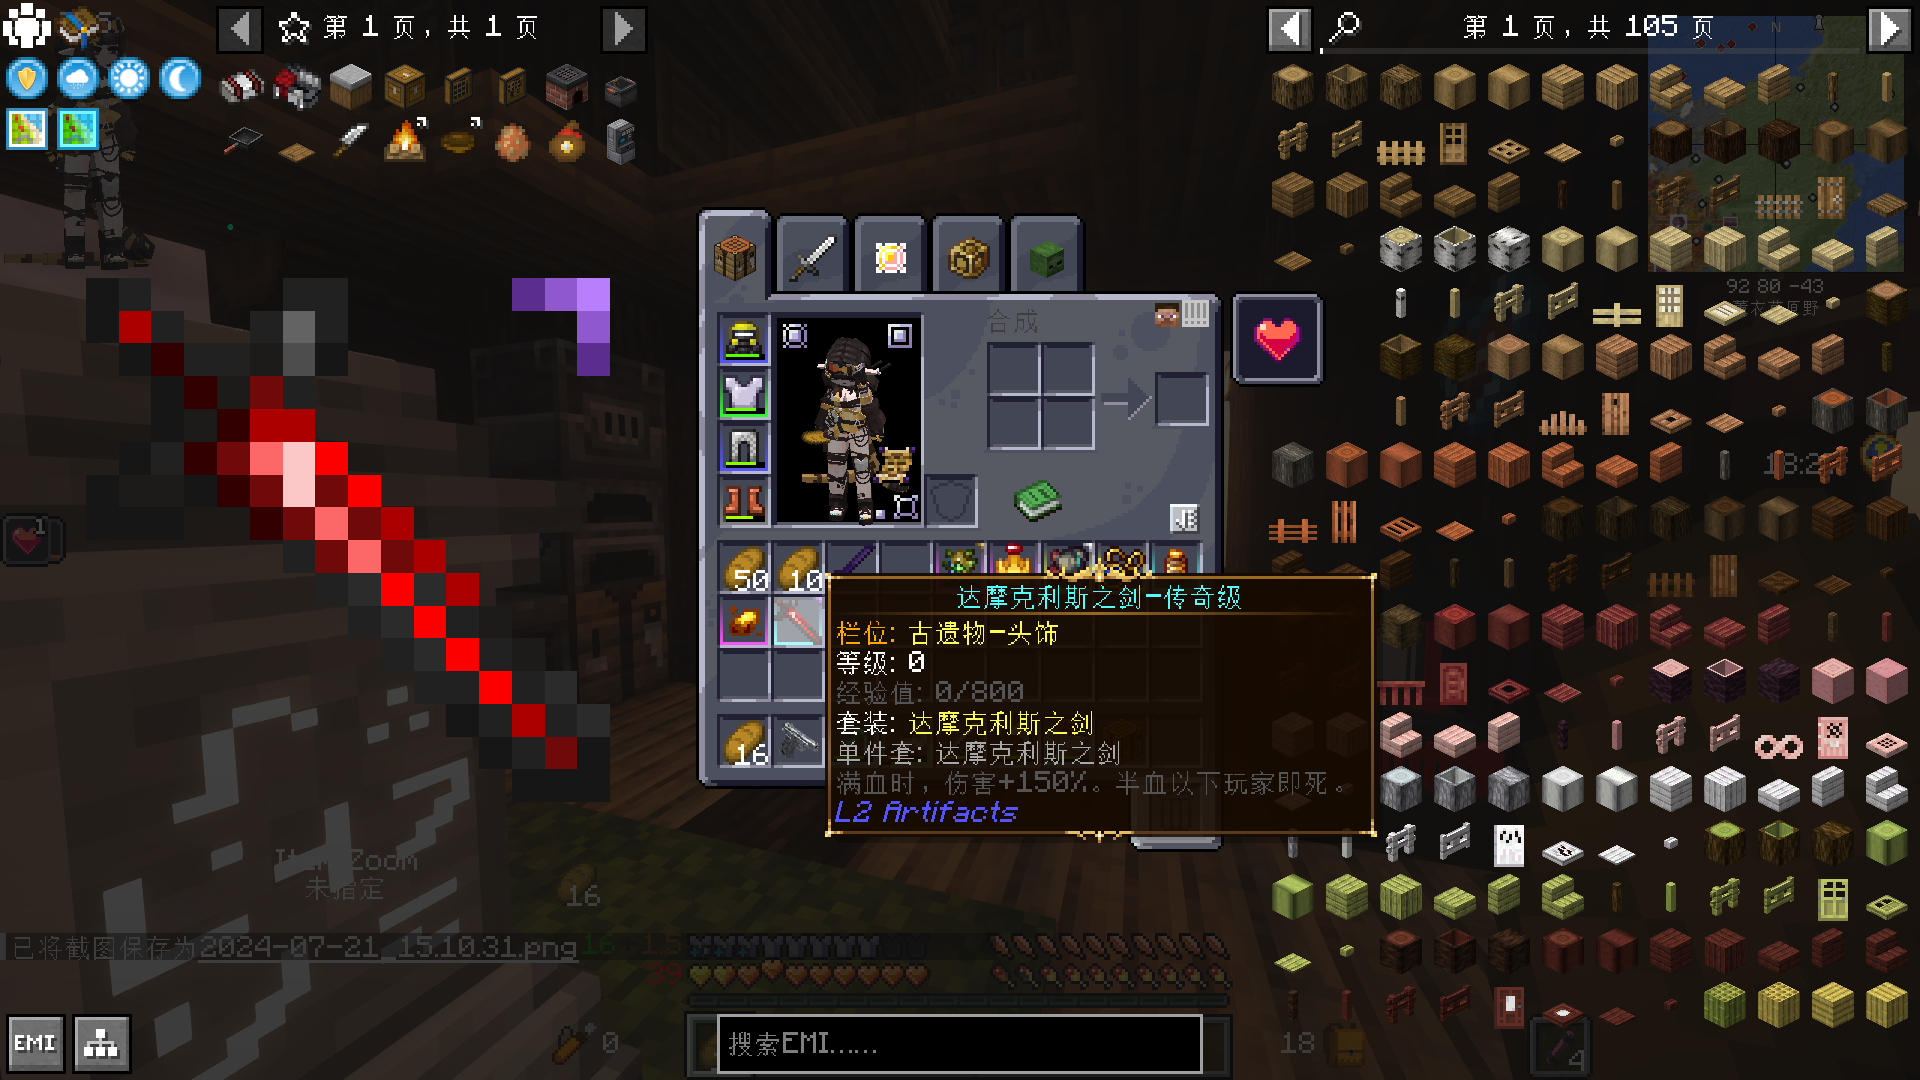 第 1 页，共 1 页
第 1 页，共 105 页
N
92 80 -43
合成
1
50
10
达摩克利斯之剑-传奇级
栏位: 古遗物-头饰
等级: 0
经验值: 0/800
套装: 达摩克利斯之剑
单件套: 达摩克利斯之剑
满血时，伤害+150%. 半血以下玩家即死。
L2 Artifacts
16
未指定
16
已将截图保存为2024-07-21_15.10.31.png
EMI
0
搜索EMI......
18
4